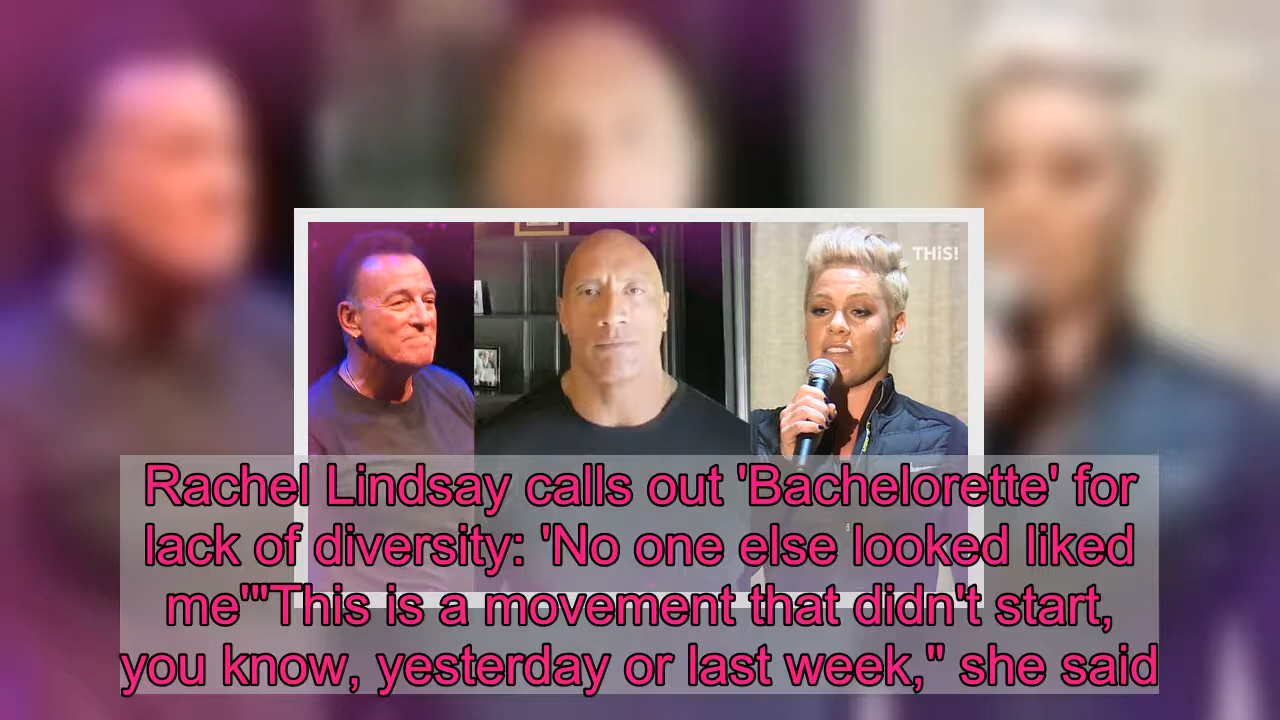 THiS!
Rachel Lindsay calls out 'Bachelorette' for
lack of diversity: 'No one else looked liked
me'"This is a movement that didn't start,
you know, yesterday or last week," she said